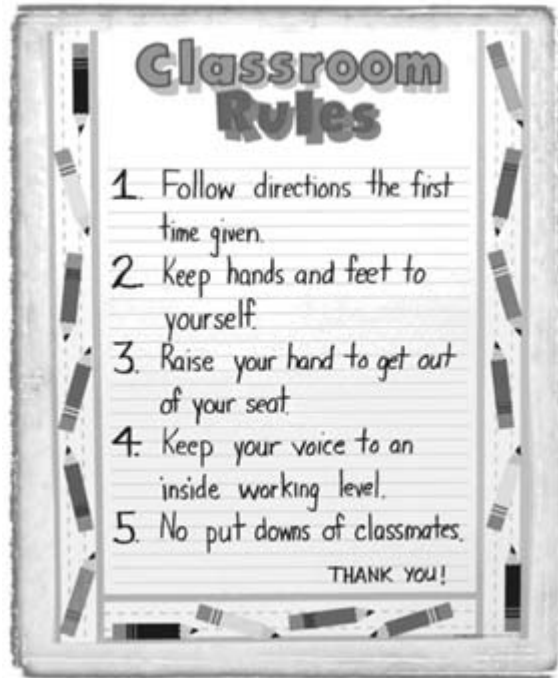 Classroom
Rules
1. Follow directions the first
time given.
2. Keep hands and feet to
yourself.
3. Raise your hand to get out
of your seat.
4. Keep your voice to an
inside working level.
5. No put downs of classmates.
THANK YOU!